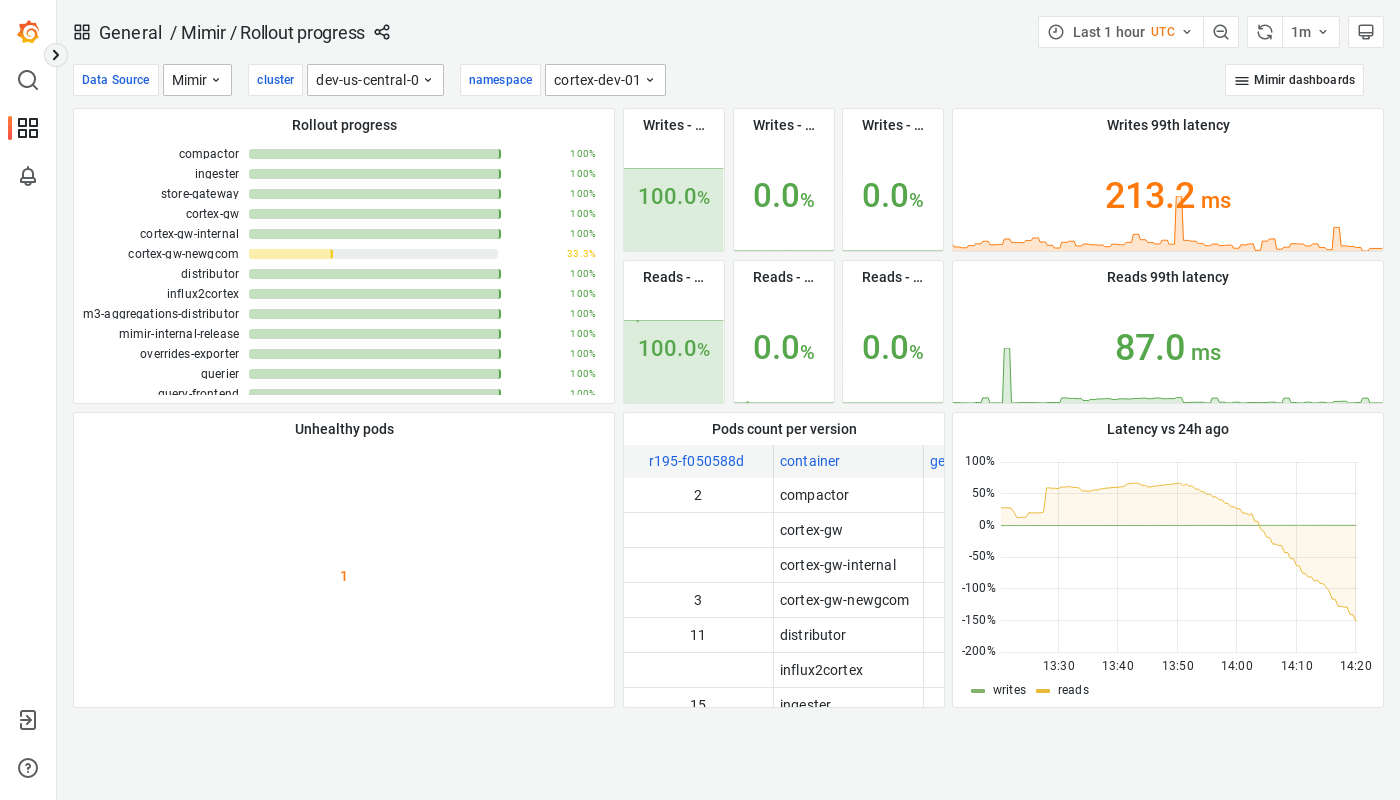 General / Mimir / Rollout progress
Last 1 hour UTC
1m
Data Source
Mimir
cluster
dev-us-central-0
namespace
cortex-dev-01
Mimir dashboards
Rollout progress
compactor 100%
ingester 100%
store-gateway 100%
cortex-gw 100%
cortex-gw-internal 100%
cortex-gw-newgcom 33.3%
distributor 100%
influx2cortex 100%
m3-aggregations-distributor 100%
mimir-internal-release 100%
overrides-exporter 100%
querier 100%
query-frontend 100%
Writes - ...
100.0%
Writes - ...
0.0%
Writes - ...
0.0%
Writes 99th latency
213.2 ms
Reads - ...
100.0%
Reads - ...
0.0%
Reads - ...
0.0%
Reads 99th latency
87.0 ms
Unhealthy pods
1
Pods count per version
r195-f050588d container ge
2 compactor
cortex-gw
cortex-gw-internal
3 cortex-gw-newgcom
11 distributor
influx2cortex
15 ingester
Latency vs 24h ago
100%
50%
0%
-50%
-100%
-150%
-200%
13:30 13:40 13:50 14:00 14:10 14:20
writes reads